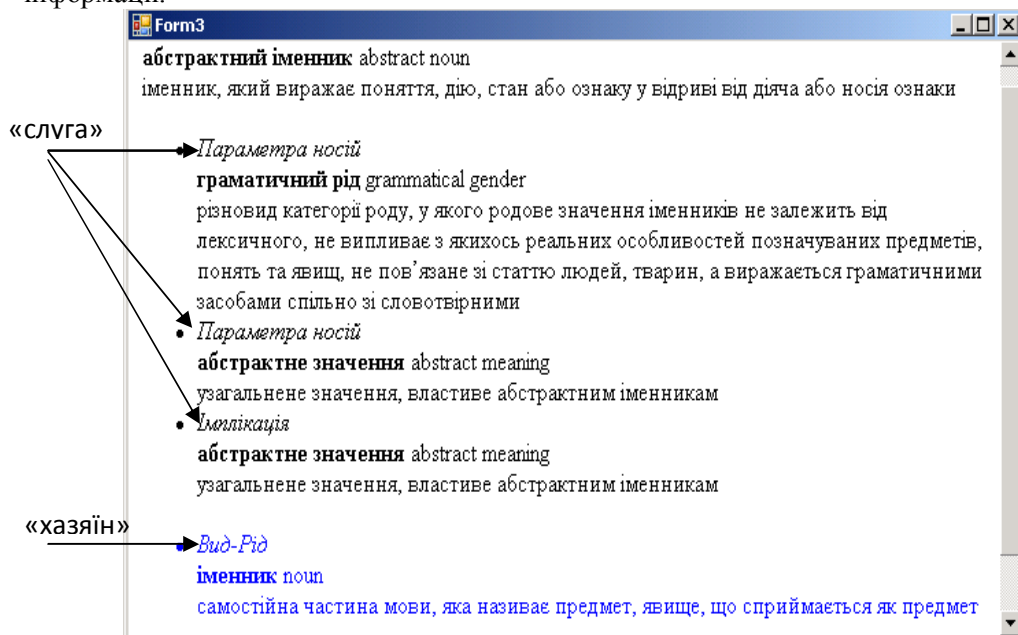 інформації.
Form3
абстрактний іменник abstract noun
іменник, який виражає поняття, дію, стан або ознаку у відриві від діяча або носія ознаки
«слуга»
Параметра носій
граматичний рід grammatical gender
різновид категорії роду, у якого родове значення іменників не залежить від
лексичного, не випливає з якихось реальних особливостей позначуваних предметів,
понять та явищ, не пов’язане зі статтю людей, тварин, а виражається граматичними
засобами спільно зі словотвірними
Параметра носій
абстрактне значення abstract meaning
узагальнене значення, властиве абстрактним іменникам
Імплікація
абстрактне значення abstract meaning
узагальнене значення, властиве абстрактним іменникам
«хазяїн»
Вид-Рід
іменник noun
самостійна частина мови, яка називає предмет, явище, що сприймається як предмет